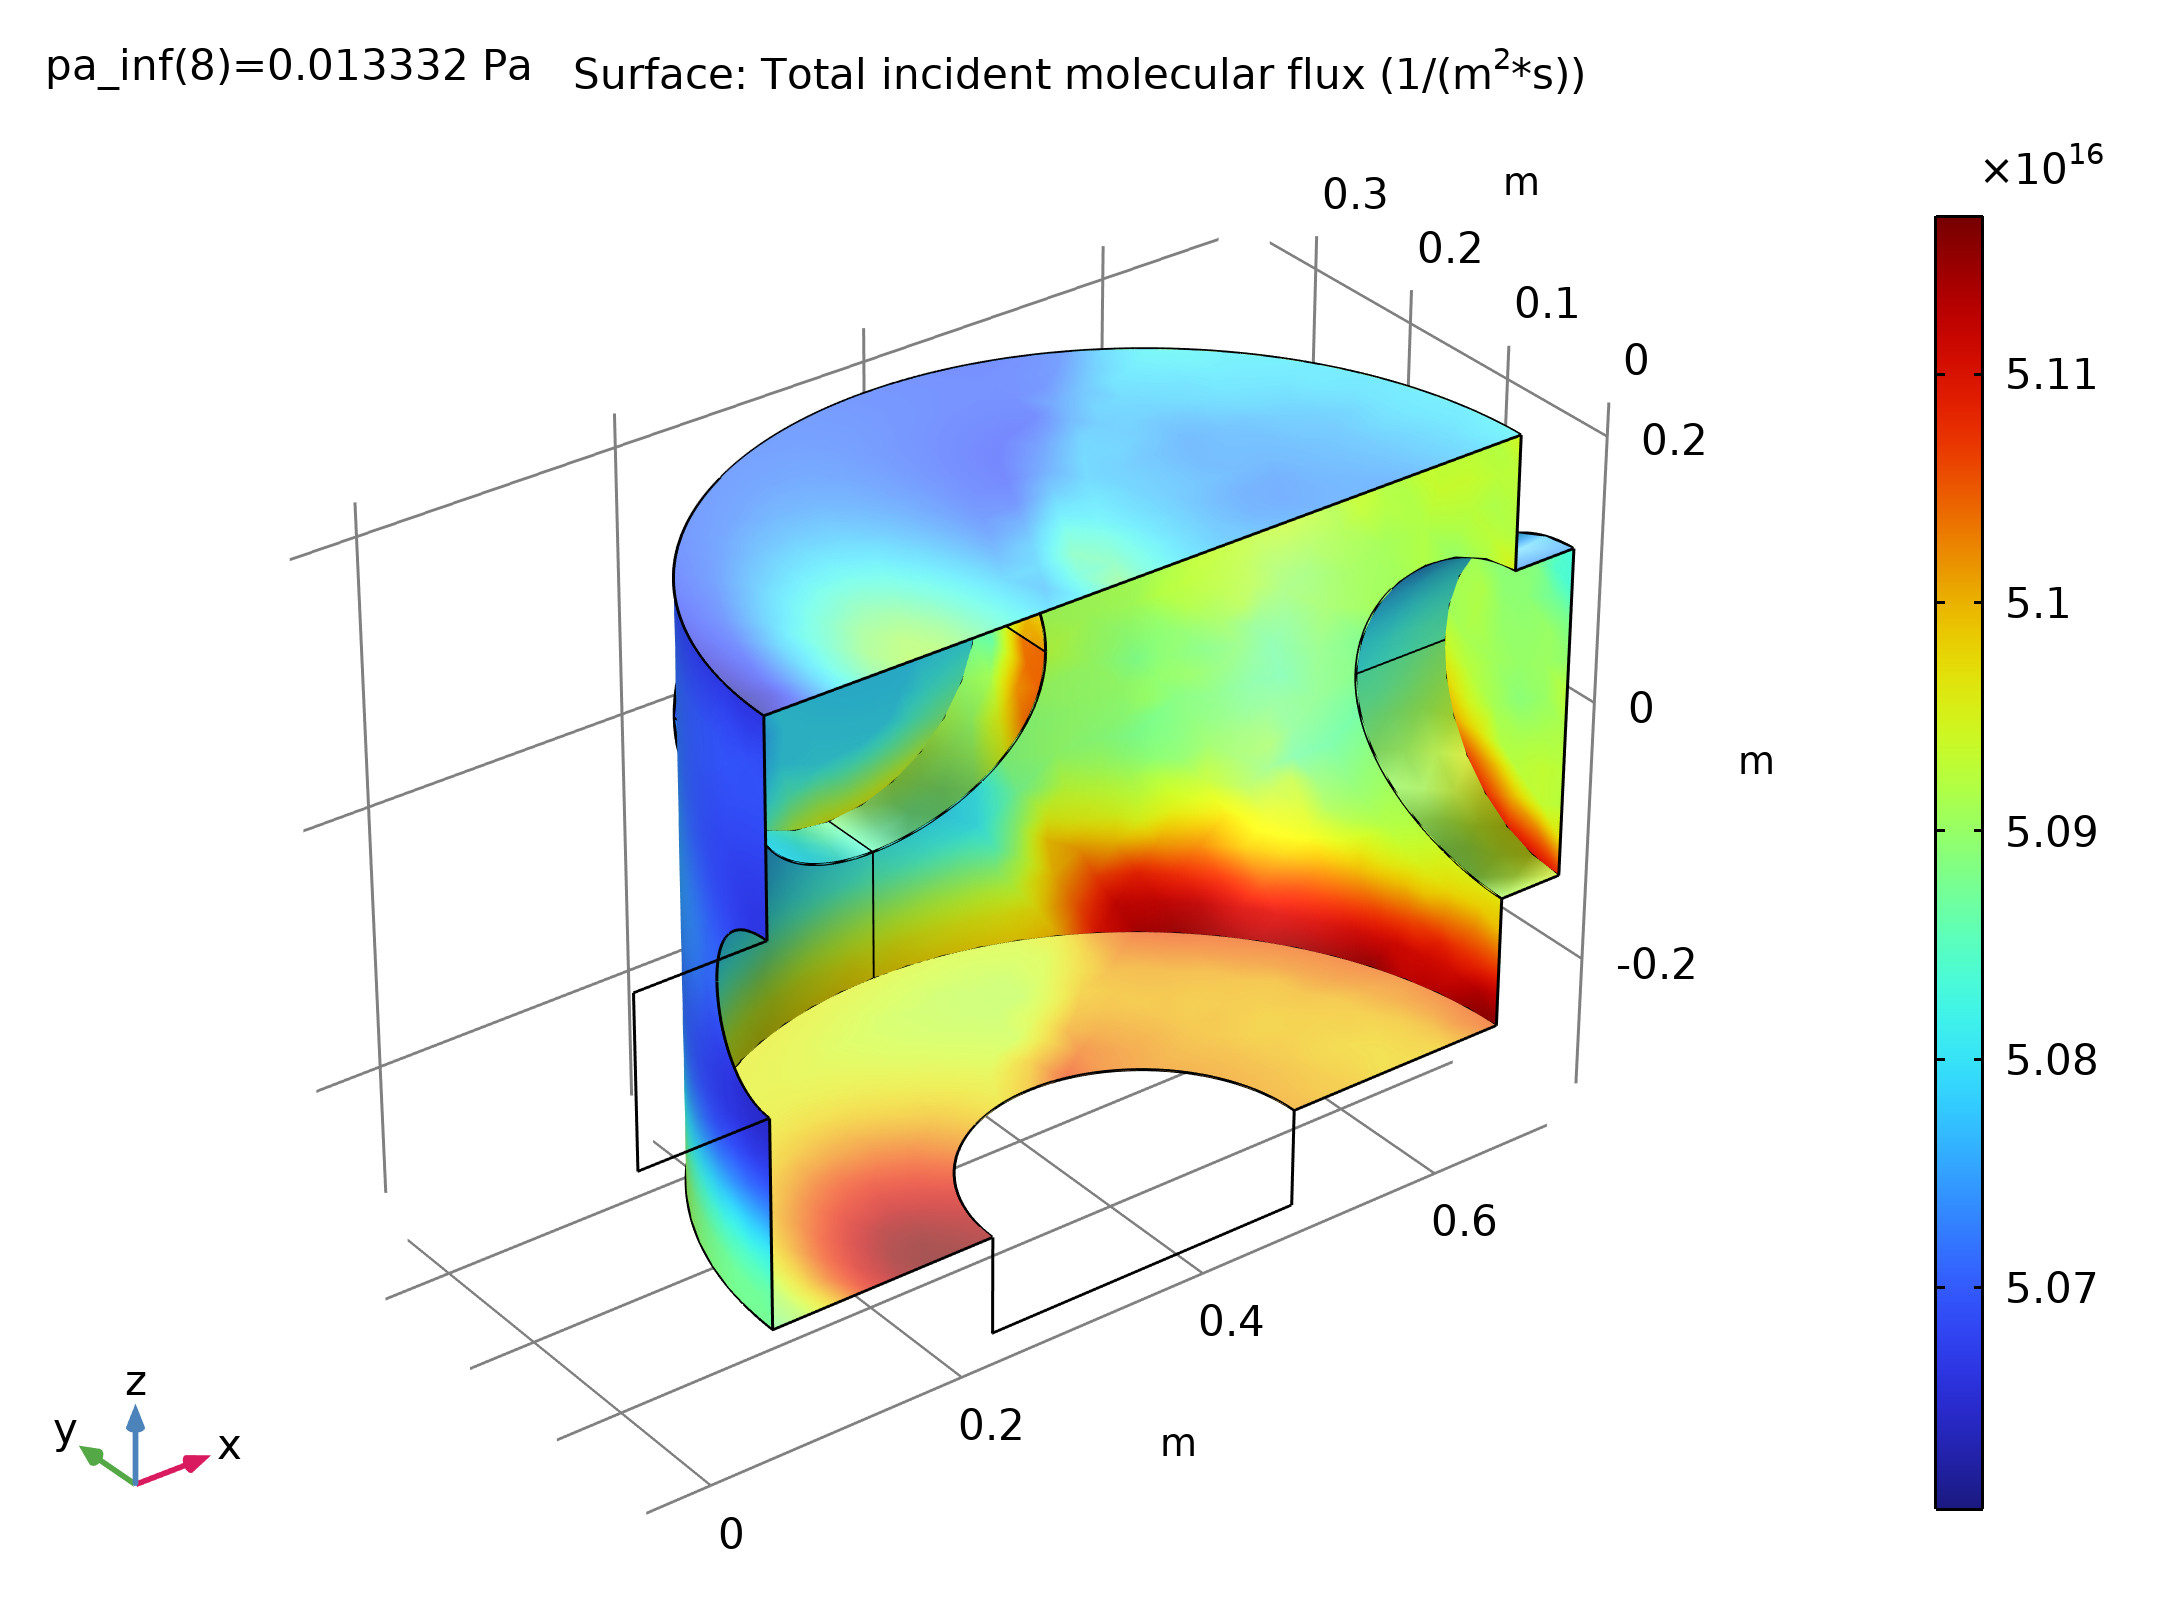 pa_inf(8)=0.013332 Pa
Surface: Total incident molecular flux (1/(m²*s))
×10¹⁶
m
0.3
0.2
0.1
0
0.2
0
m
-0.2
5.11
5.1
5.09
5.08
5.07
0.6
0.4
0.2
m
0
z
y
x